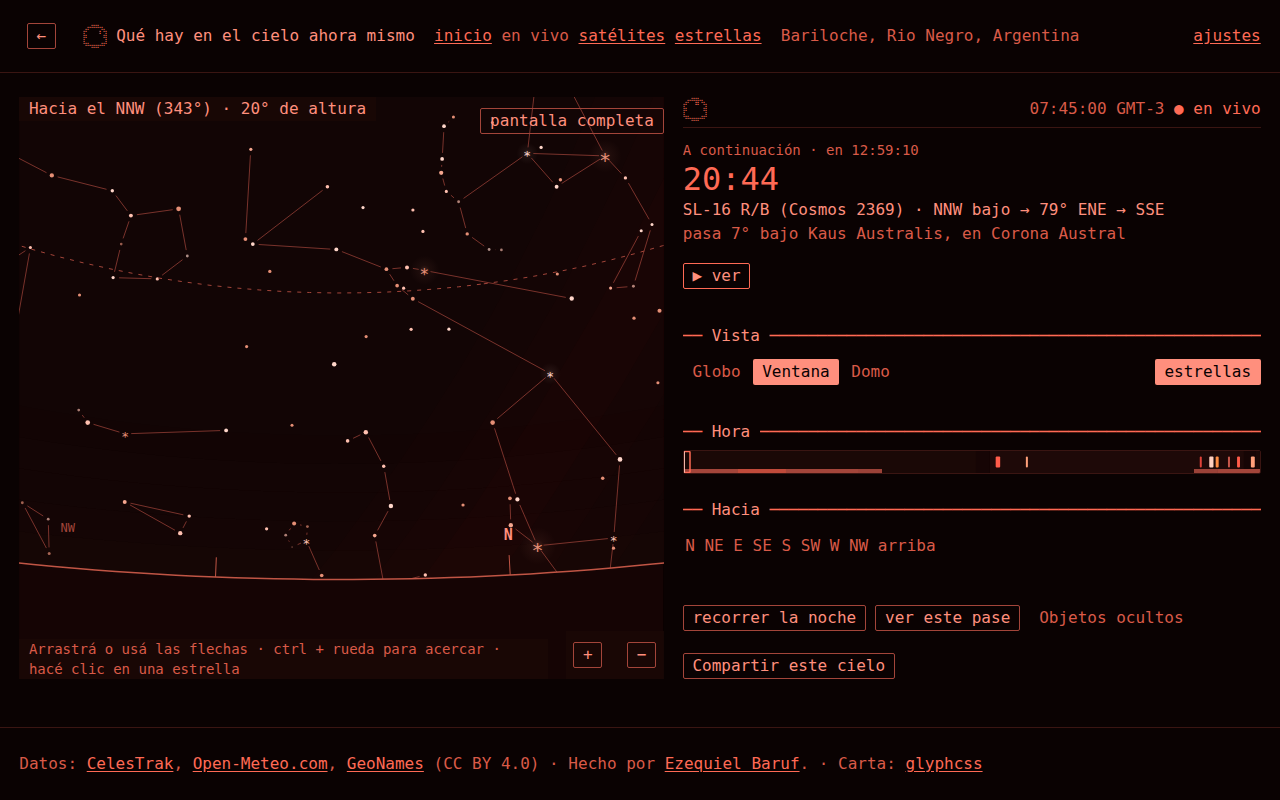 ← Qué hay en el cielo ahora mismo inicio en vivo satélites estrellas Bariloche, Rio Negro, Argentina ajustes
Hacia el NNW (343°) · 20° de altura
pantalla completa
NW
N
Arrastrá o usá las flechas · ctrl + rueda para acercar ·
hacé clic en una estrella
+ −
07:45:00 GMT-3 ● en vivo
A continuación · en 12:59:10
20:44
SL-16 R/B (Cosmos 2369) · NNW bajo → 79° ENE → SSE
pasa 7° bajo Kaus Australis, en Corona Austral
▶ ver
Vista
Globo Ventana Domo estrellas
Hora
Hacia
N NE E SE S SW W NW arriba
recorrer la noche ver este pase Objetos ocultos
Compartir este cielo
Datos: CelesTrak, Open-Meteo.com, GeoNames (CC BY 4.0) · Hecho por Ezequiel Baruf. · Carta: glyphcss